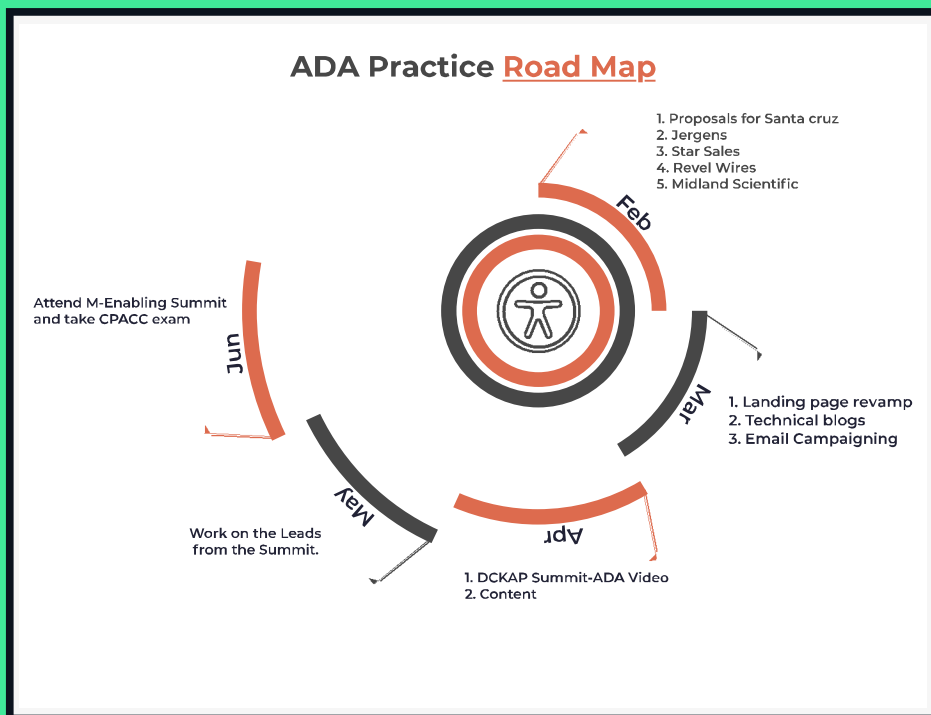 ADA Practice Road Map
1. Proposals for Santa cruz
2. Jergens
3. Star Sales
4. Revel Wires
5. Midland Scientific
Feb
Mar
1. Landing page revamp
2. Technical blogs
3. Email Campaigning
Apr
1. DCKAP Summit-ADA Video
2. Content
May
Work on the Leads
from the Summit.
Jun
Attend M-Enabling Summit
and take CPACC exam